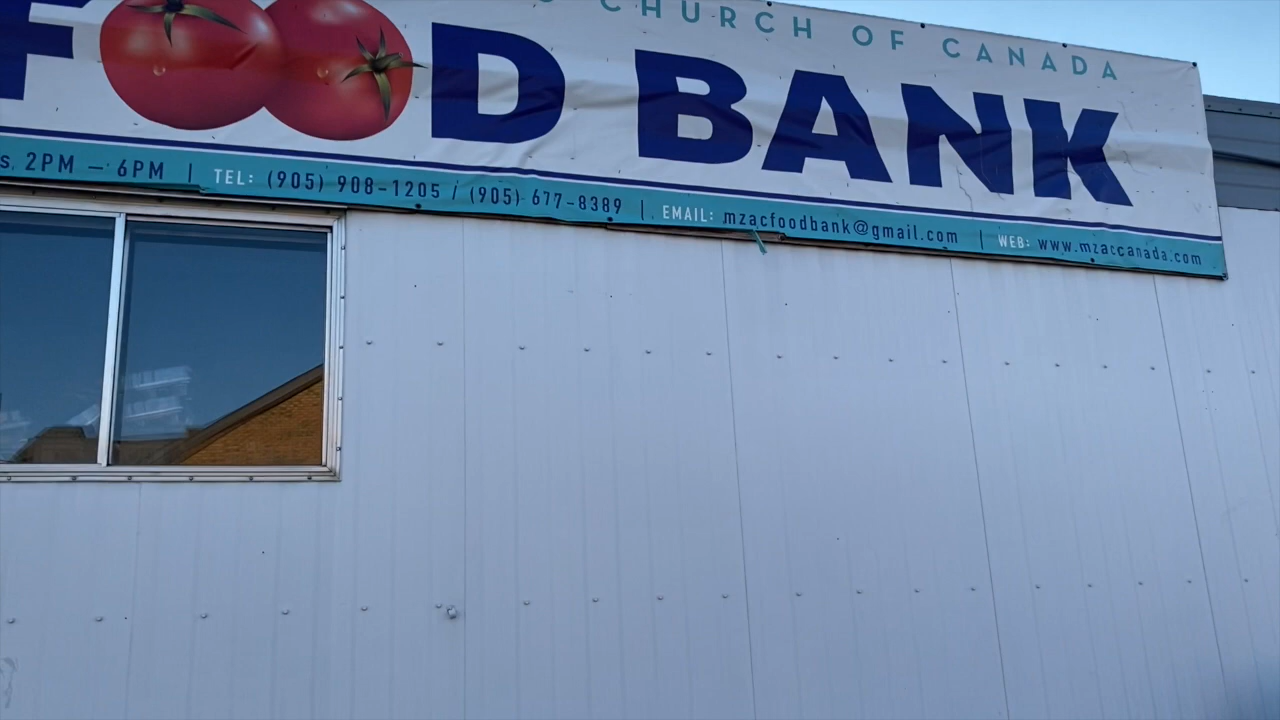 CHURCH OF CANADA
FOOD BANK
S. 2PM — 6PM | TEL: (905) 908-1205 / (905) 677-8389 | EMAIL: mzacfoodbank@gmail.com | WEB: www.mzaccanada.com